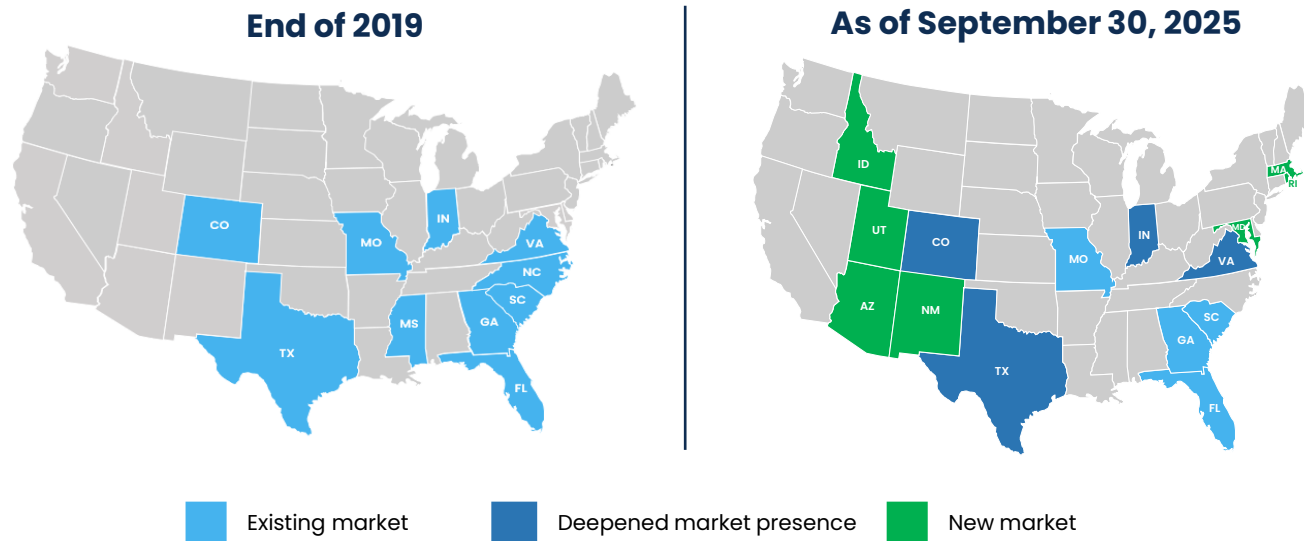 End of 2019
As of September 30, 2025
CO
MO
IN
VA
NC
SC
GA
MS
TX
FL
ID
UT
CO
AZ
NM
TX
MO
IN
VA
MD
MA
RI
SC
GA
FL
Existing market
Deepened market presence
New market